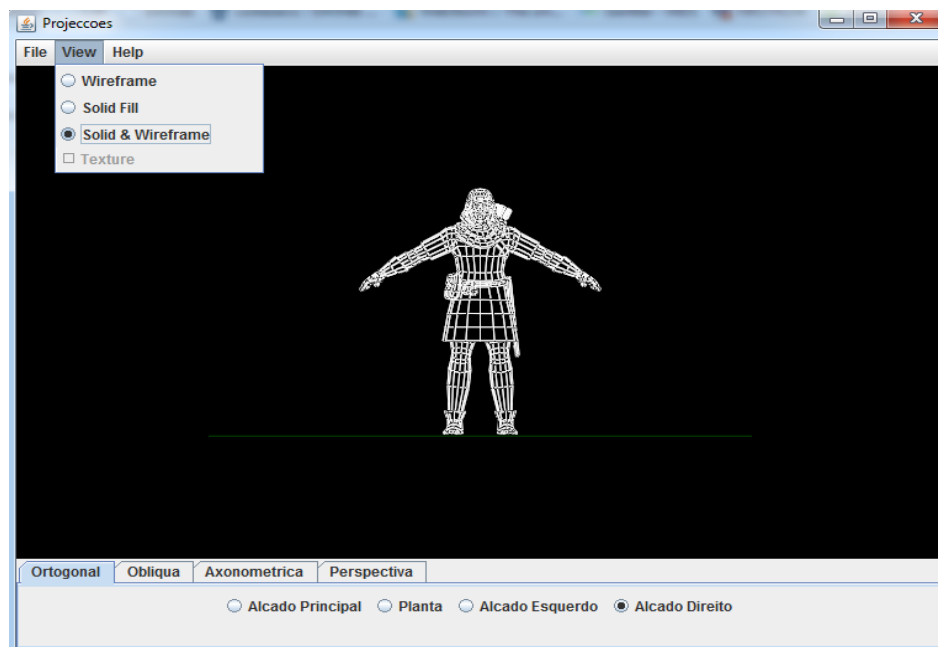 Projeccoes
File View Help
Wireframe
Solid Fill
Solid & Wireframe
Texture
Ortogonal Obliqua Axonometrica Perspectiva
Alcado Principal Planta Alcado Esquerdo Alcado Direito